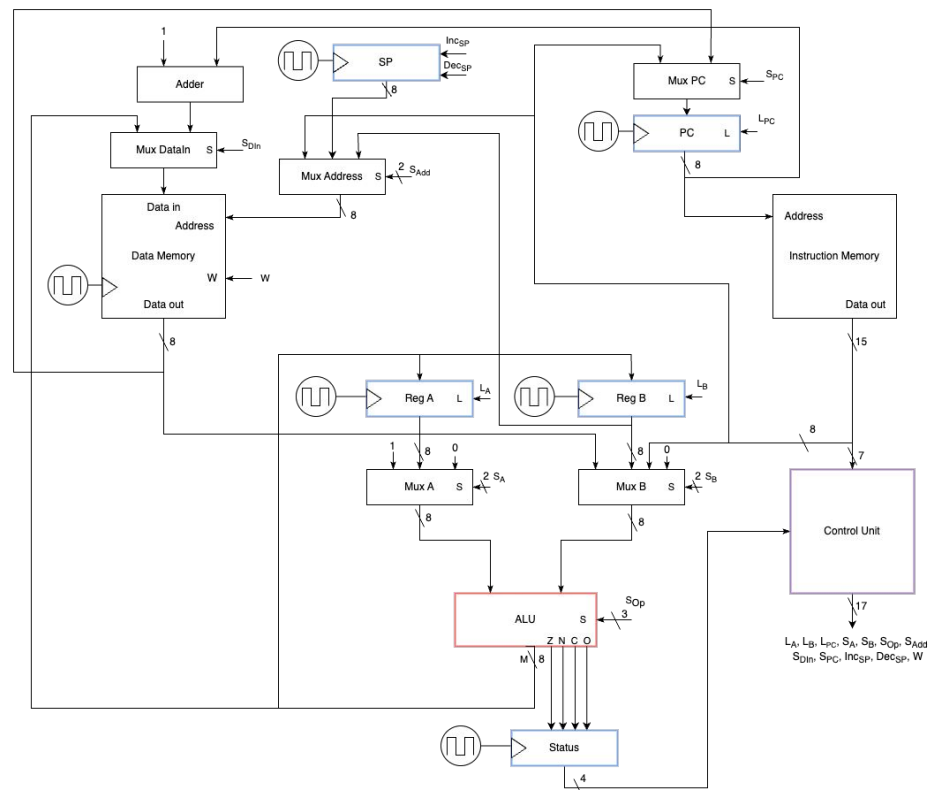 1
Inc_SP
Dec_SP
SP
8
Adder
Mux PC
S
S_PC
L_PC
PC
L
8
Mux DataIn
S
S_DIn
Mux Address
S
2
S_Add
8
Data in
Address
Data Memory
W
W
Data out
8
Address
Instruction Memory
Data out
15
Reg A
L
L_A
Reg B
L
L_B
8
7
1
8
0
8
0
Mux A
S
2
S_A
Mux B
S
2
S_B
8
8
Control Unit
17
L_A, L_B, L_PC, S_A, S_B, S_Op, S_Add
S_DIn, S_PC, Inc_SP, Dec_SP, W
ALU
S
S_Op
3
Z N C O
M
8
Status
4